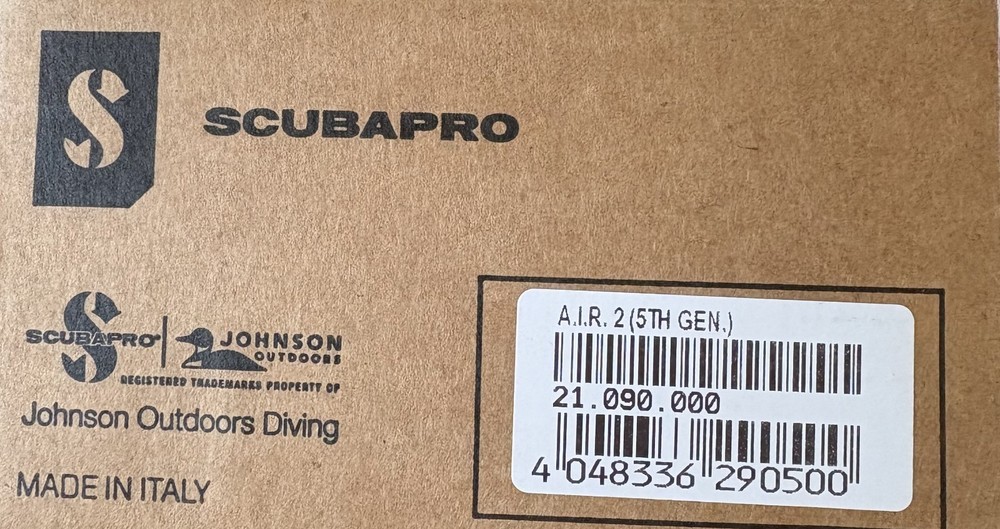 S
SCUBAPRO
S
SCUBAPRO
JOHNSON
OUTDOORS
REGISTERED TRADEMARKS PROPERTY OF
Johnson Outdoors Diving
MADE IN ITALY
A.I.R. 2 (5TH GEN.)
21.090.000
4 048336 290500